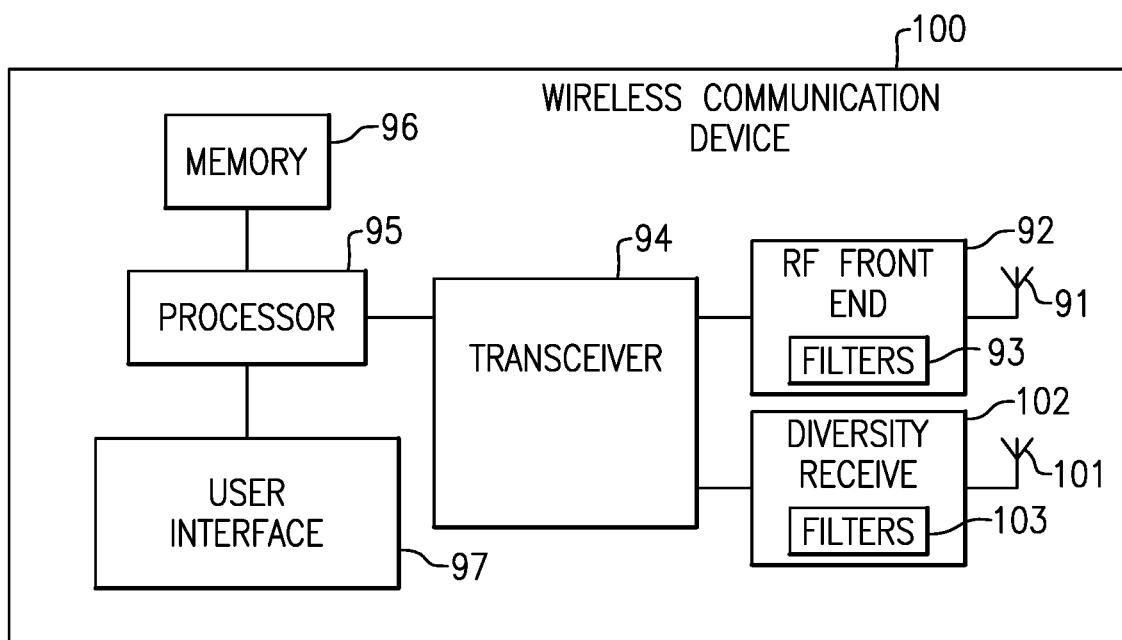 100
WIRELESS COMMUNICATION
DEVICE
96
MEMORY
95
PROCESSOR
94
TRANSCEIVER
92
RF FRONT
END
91
FILTERS
93
102
DIVERSITY
RECEIVE
101
FILTERS
103
USER
INTERFACE
97